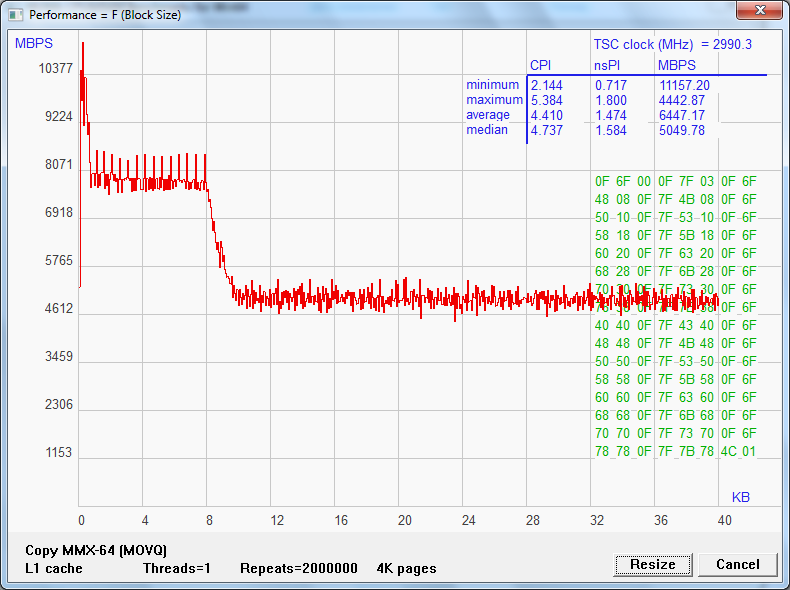 Performance = F (Block Size)
MBPS
TSC clock (MHz) = 2990.3
CPI nsPI MBPS
minimum 2.144 0.717 11157.20
maximum 5.384 1.800 4442.87
average 4.410 1.474 6447.17
median 4.737 1.584 5049.78
10377
9224
8071
6918
5765
4612
3459
2306
1153
0F 6F 00 0F 7F 03 0F 6F
48 08 0F 7F 4B 08 0F 6F
50 10 0F 7F 53 10 0F 6F
58 18 0F 7F 5B 18 0F 6F
60 20 0F 7F 63 20 0F 6F
68 28 0F 7F 6B 28 0F 6F
70 30 0F 7F 73 30 0F 6F
78 38 0F 7F 7B 38 0F 6F
40 40 0F 7F 43 40 0F 6F
48 48 0F 7F 4B 48 0F 6F
50 50 0F 7F 53 50 0F 6F
58 58 0F 7F 5B 58 0F 6F
60 60 0F 7F 63 60 0F 6F
68 68 0F 7F 6B 68 0F 6F
70 70 0F 7F 73 70 0F 6F
78 78 0F 7F 7B 78 4C 01
KB
0 4 8 12 16 20 24 28 32 36 40
Copy MMX-64 (MOVQ)
L1 cache Threads=1 Repeats=2000000 4K pages
Resize Cancel